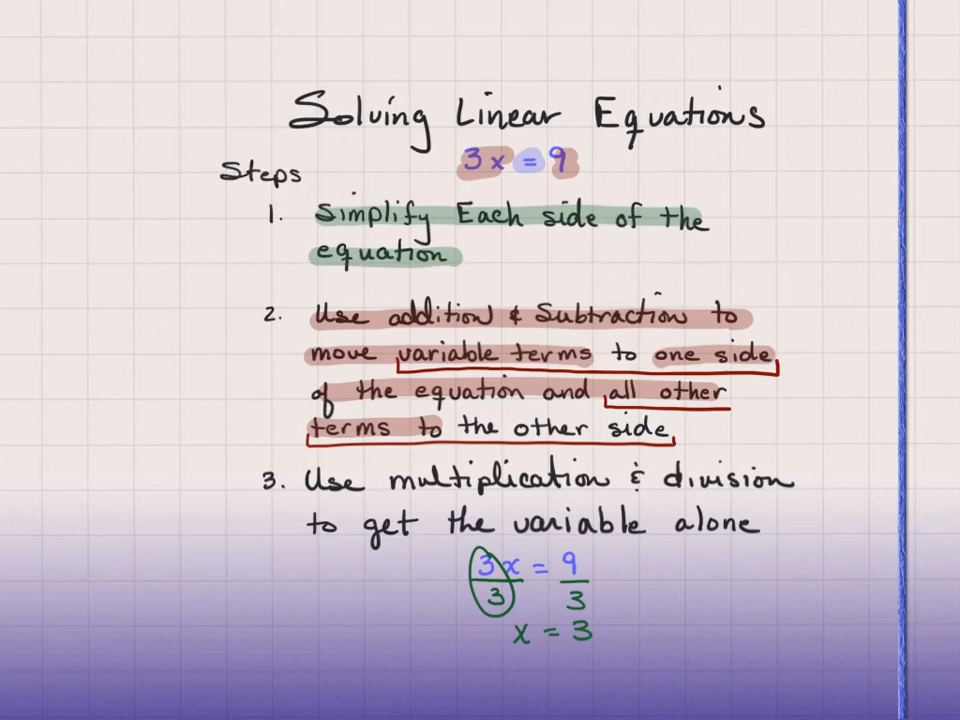 Solving Linear Equations
3x = 9
Steps
1. Simplify Each side of the
equation
2. Use addition & Subtraction to
move variable terms to one side
of the equation and all other
terms to the other side
3. Use multiplication & division
to get the variable alone
3x = 9
3 3
x = 3